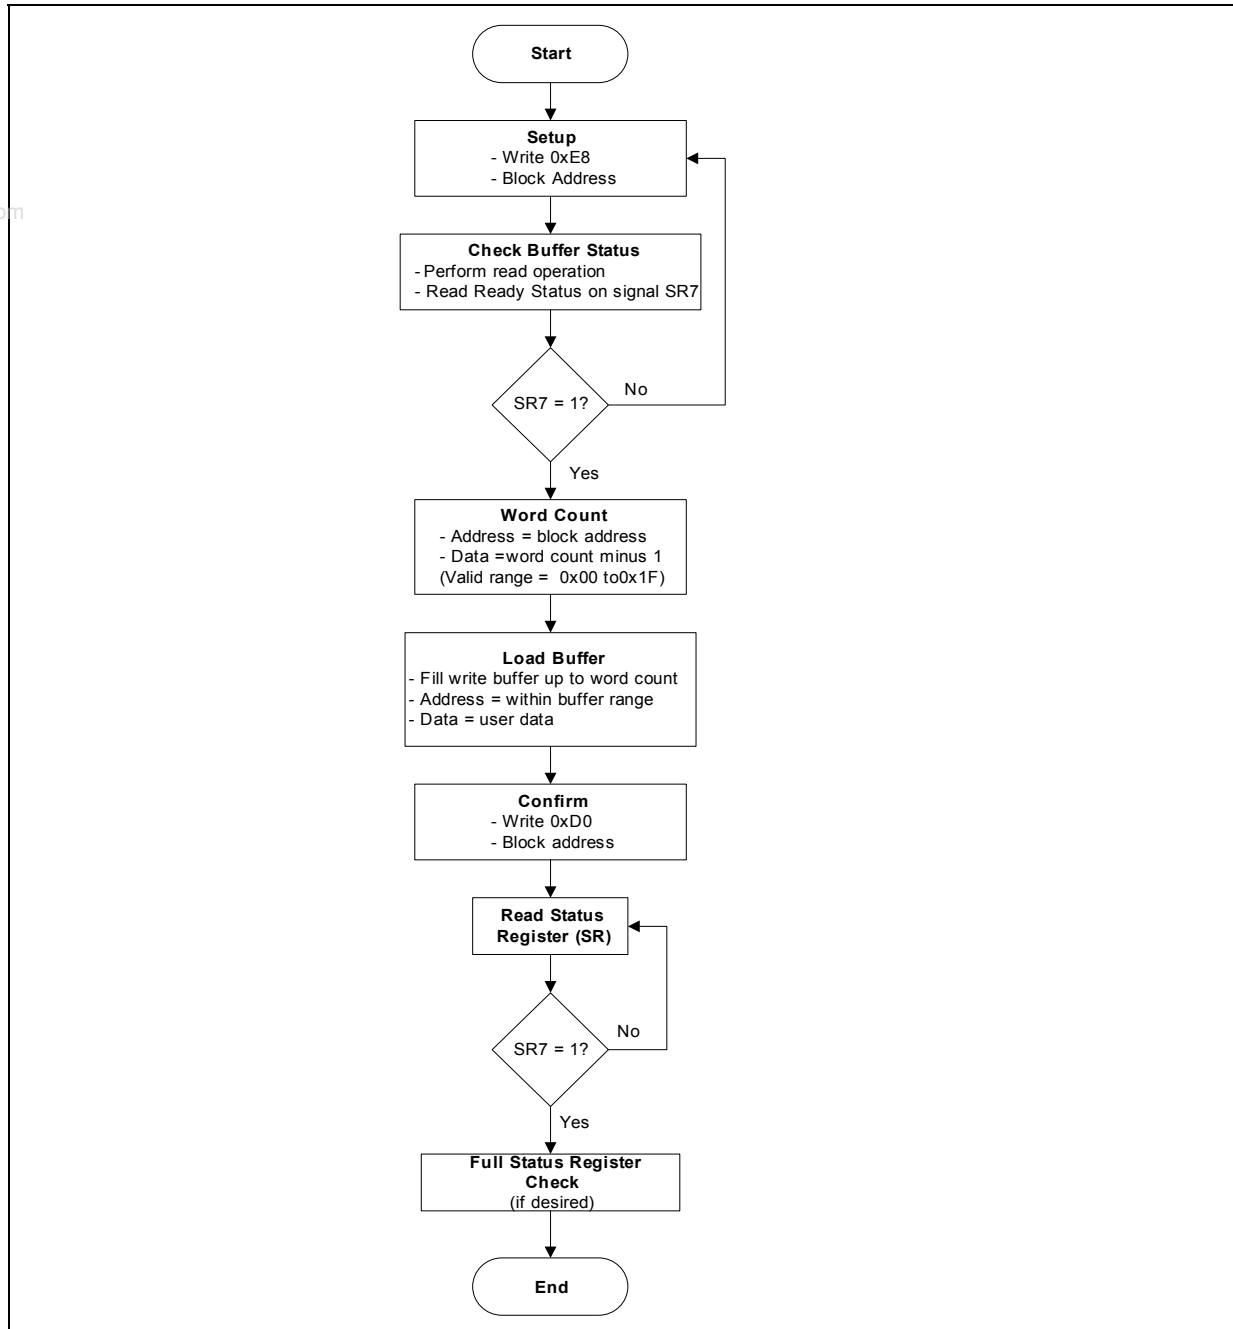 Start
Setup
- Write 0xE8
- Block Address
om
Check Buffer Status
- Perform read operation
- Read Ready Status on signal SR7
SR7 = 1?
No
Yes
Word Count
- Address = block address
- Data =word count minus 1
(Valid range = 0x00 to0x1F)
Load Buffer
- Fill write buffer up to word count
- Address = within buffer range
- Data = user data
Confirm
- Write 0xD0
- Block address
Read Status
Register (SR)
SR7 = 1?
No
Yes
Full Status Register
Check
(if desired)
End